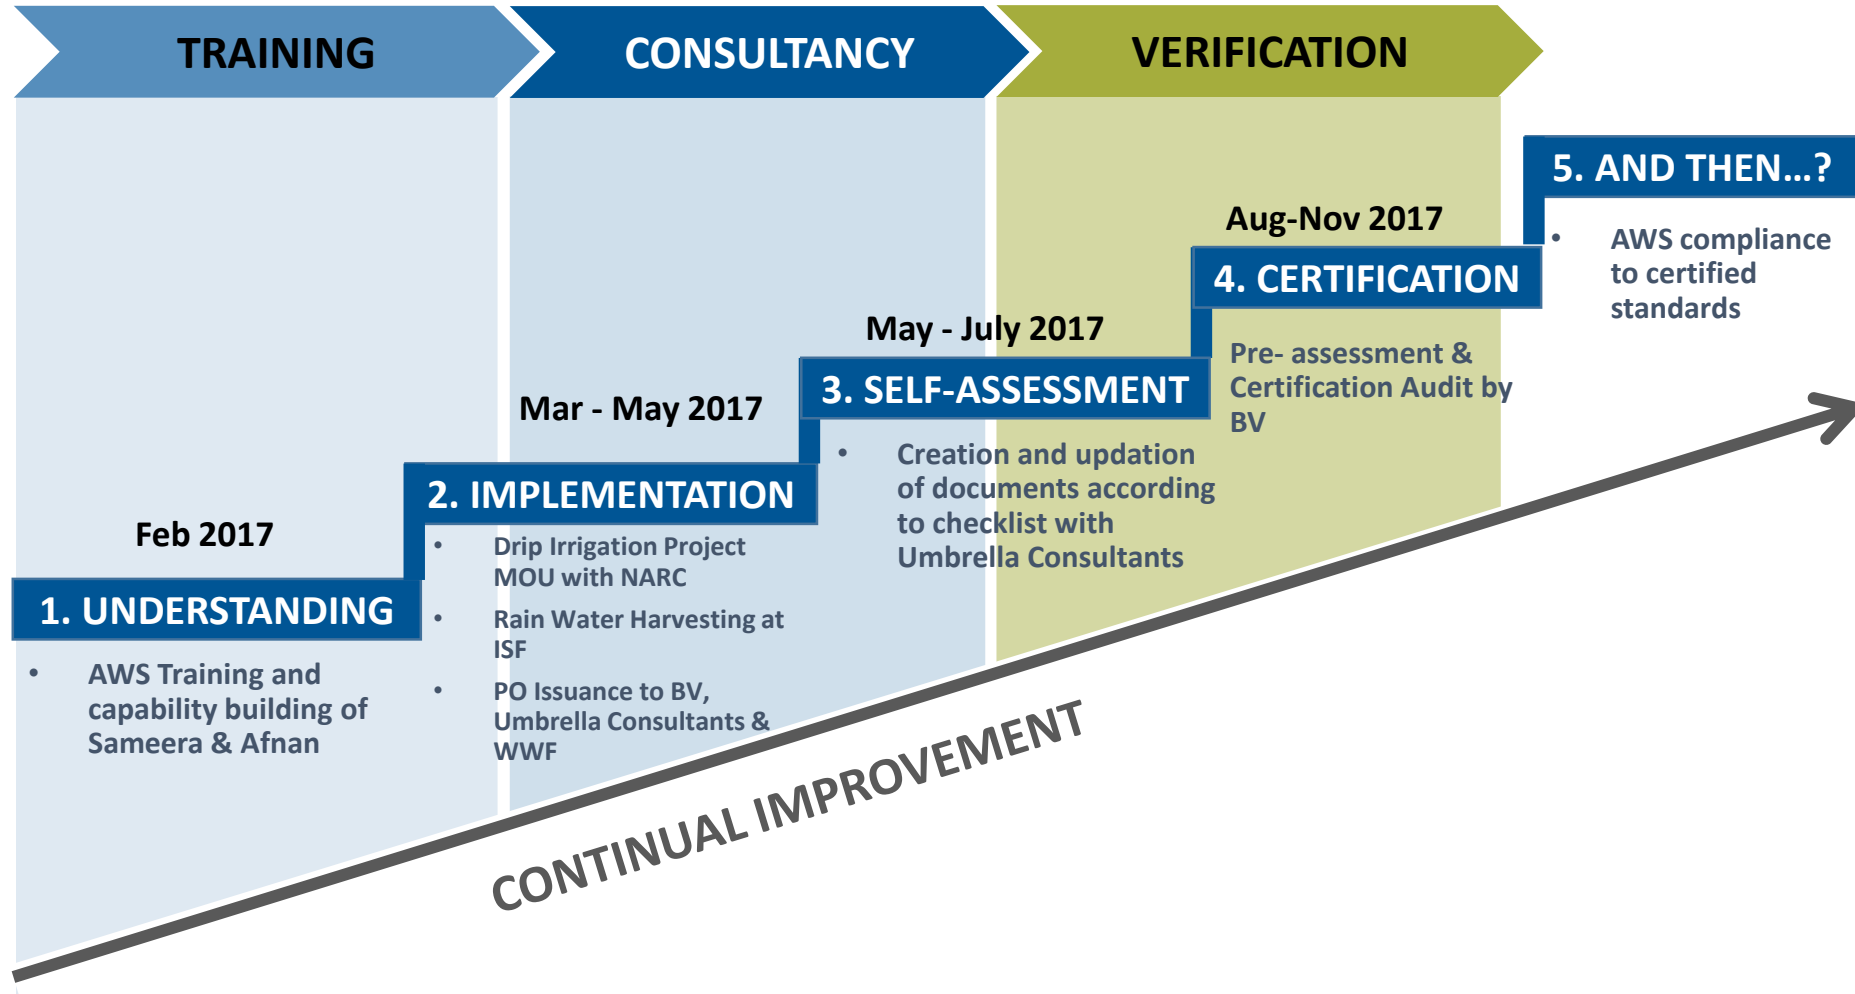 TRAINING
CONSULTANCY
VERIFICATION
Feb 2017
1. UNDERSTANDING
• AWS Training and
capability building of
Sameera & Afnan
Mar - May 2017
2. IMPLEMENTATION
• Drip Irrigation Project
MOU with NARC
• Rain Water Harvesting at
ISF
• PO Issuance to BV,
Umbrella Consultants &
WWF
May - July 2017
3. SELF-ASSESSMENT
• Creation and updation
of documents according
to checklist with
Umbrella Consultants
Aug-Nov 2017
4. CERTIFICATION
Pre- assessment &
Certification Audit by
BV
5. AND THEN...?
• AWS compliance
to certified
standards
CONTINUAL IMPROVEMENT